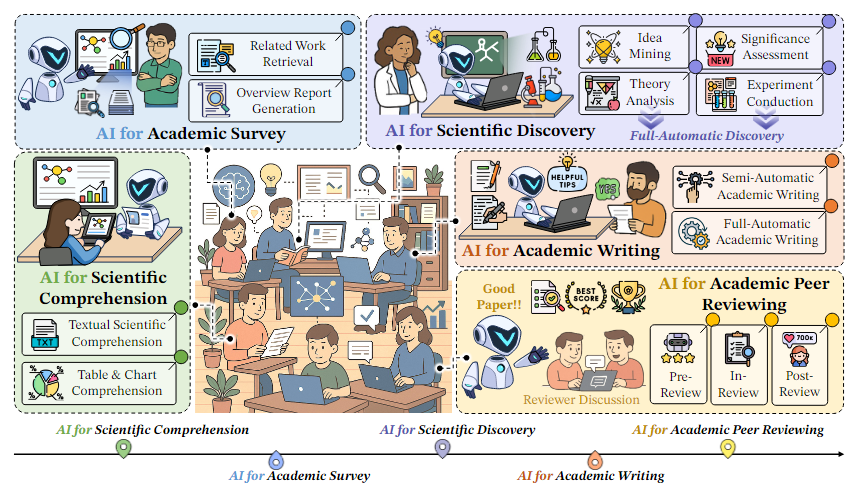 Related Work
Retrieval
Overview Report
Generation
AI for Academic Survey
Idea
Mining
Significance
Assessment
NEW
Theory
Analysis
Experiment
Conduction
AI for Scientific Discovery
Full-Automatic Discovery
AI for Scientific
Comprehension
TXT
Textual Scientific
Comprehension
Table & Chart
Comprehension
HELPFUL
TIPS
YES
Semi-Automatic
Academic Writing
Full-Automatic
Academic Writing
AI for Academic Writing
Good
Paper!!
BEST
SCORE
AI for Academic Peer
Reviewing
Reviewer Discussion
Pre-
Review
In-
Review
700k
Post-
Review
AI for Scientific Comprehension
AI for Scientific Discovery
AI for Academic Peer Reviewing
AI for Academic Survey
AI for Academic Writing